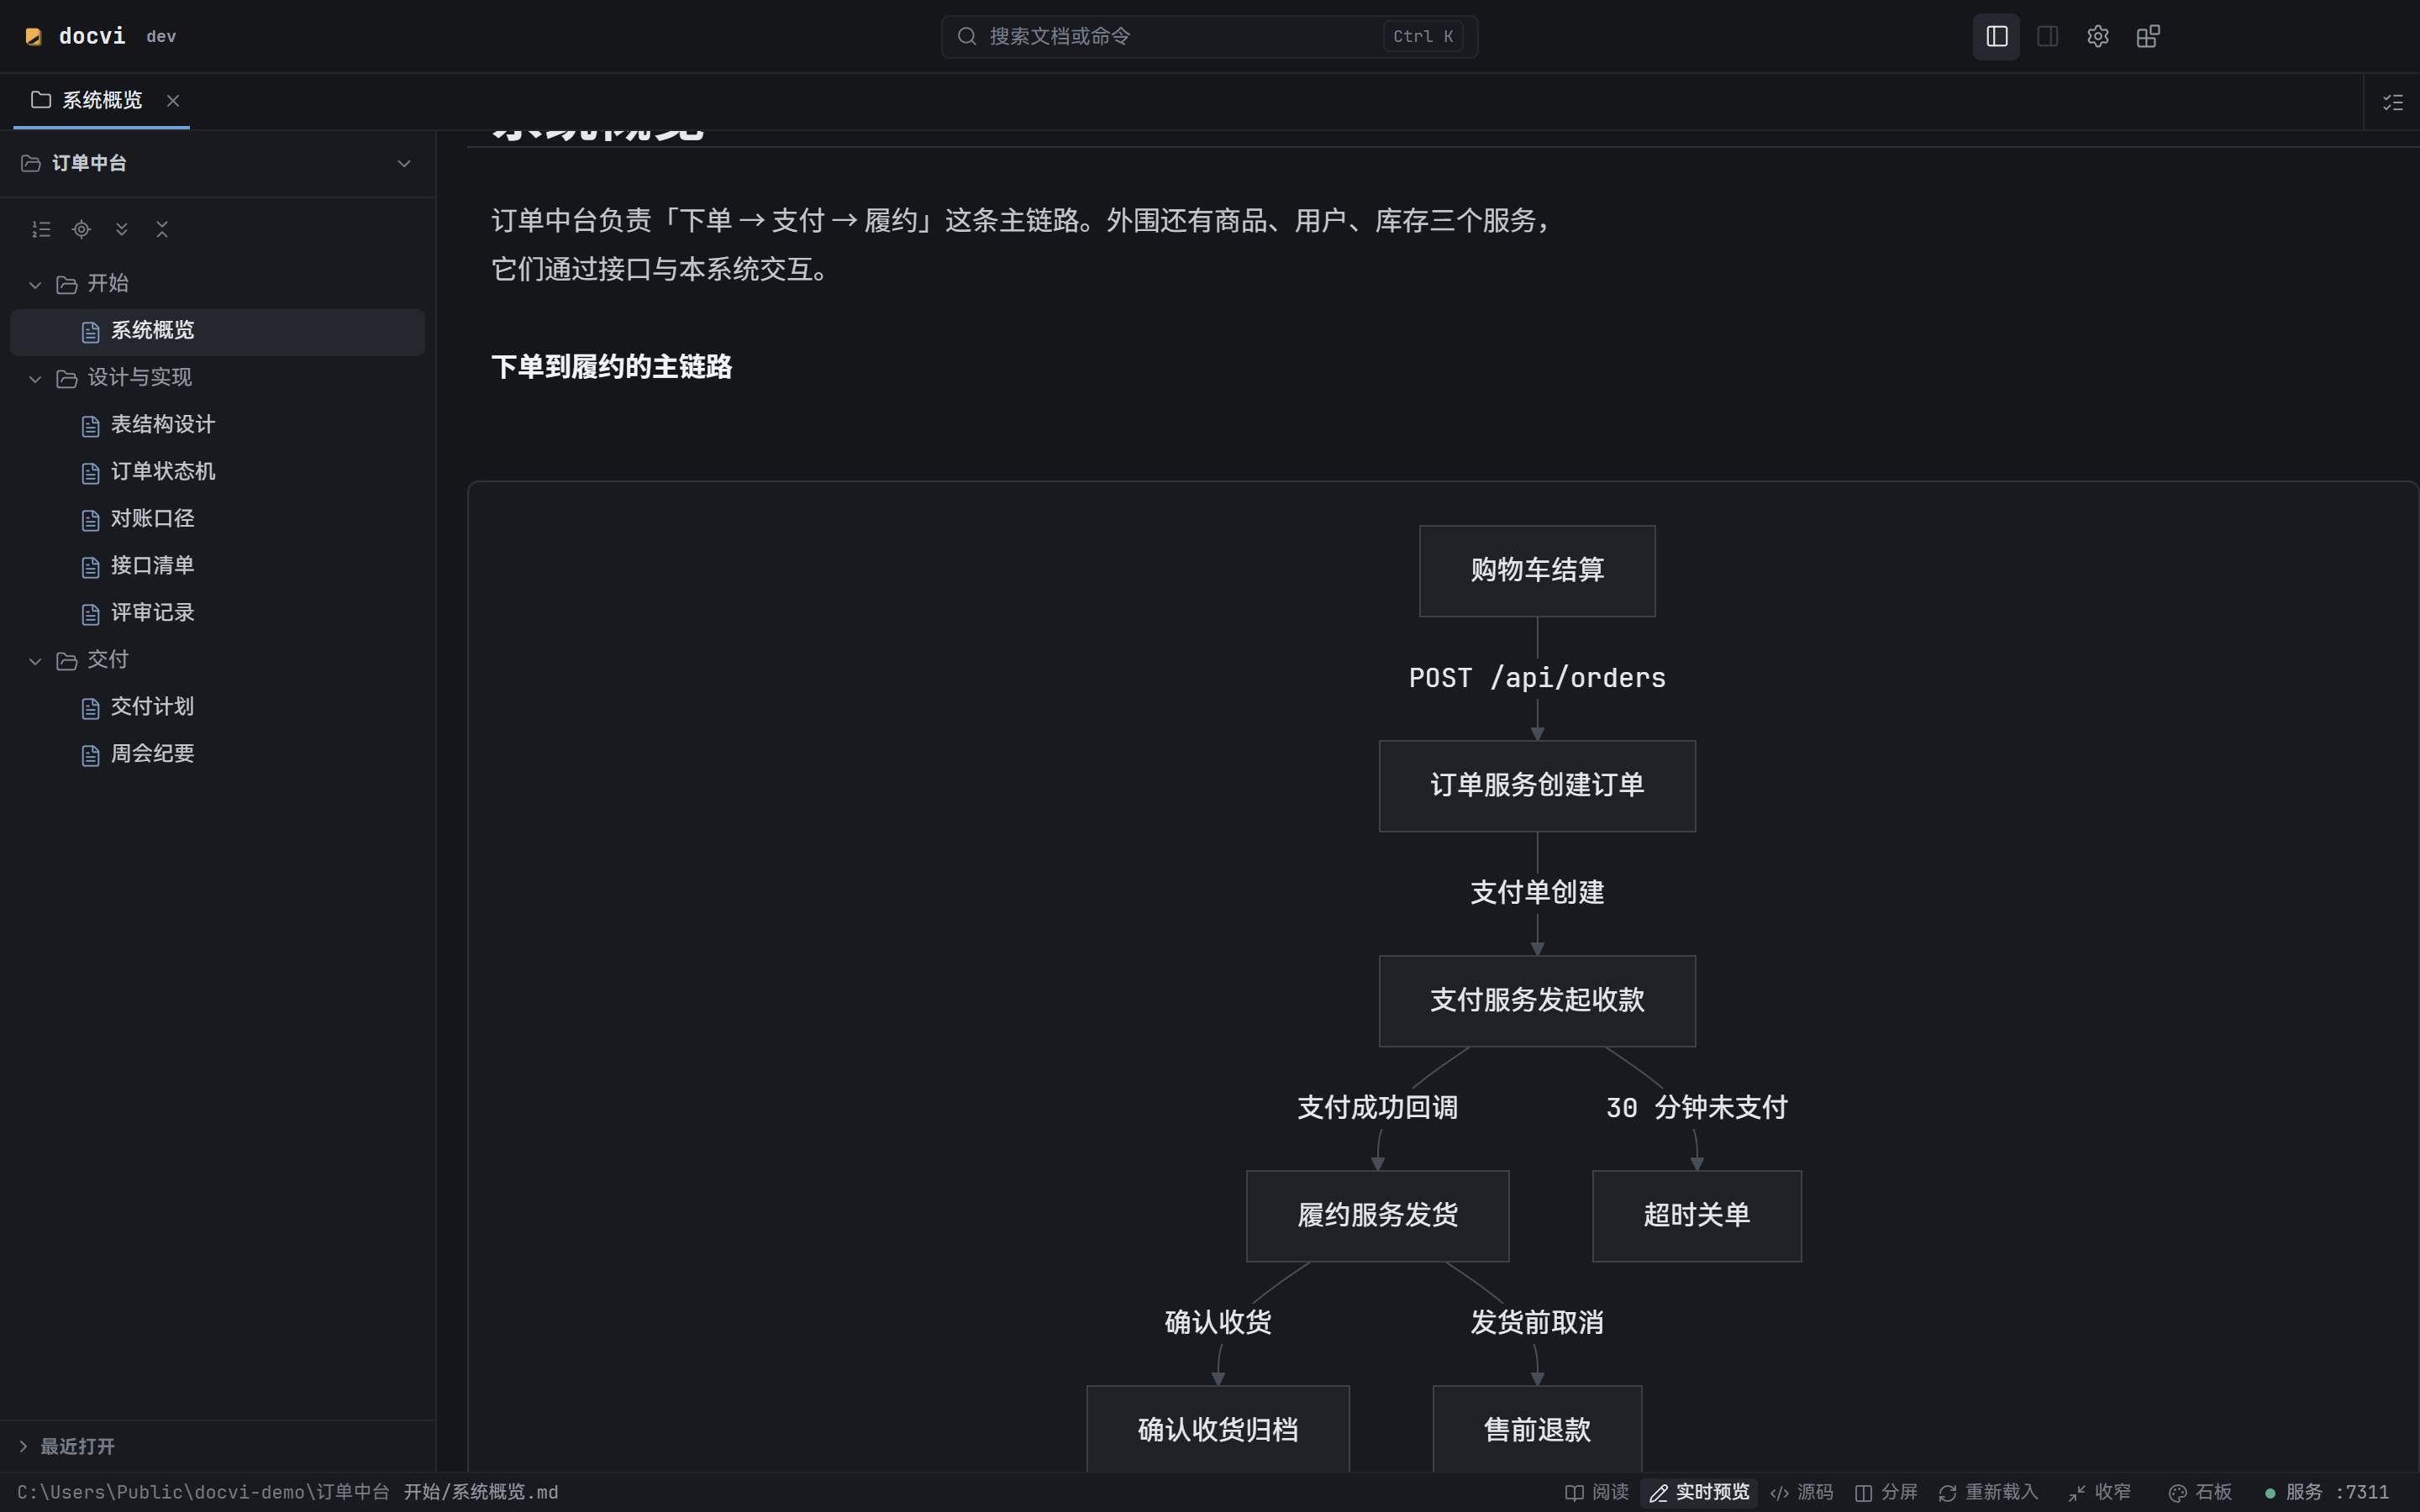 docvi dev
搜索文档或命令 Ctrl K
系统概览
订单中台
开始
系统概览
设计与实现
表结构设计
订单状态机
对账口径
接口清单
评审记录
交付
交付计划
周会纪要
最近打开
系统概览
订单中台负责「下单 → 支付 → 履约」这条主链路。外围还有商品、用户、库存三个服务，
它们通过接口与本系统交互。
下单到履约的主链路
购物车结算
POST /api/orders
订单服务创建订单
支付单创建
支付服务发起收款
支付成功回调
30 分钟未支付
履约服务发货
超时关单
确认收货
发货前取消
确认收货归档
售前退款
C:\Users\Public\docvi-demo\订单中台 开始/系统概览.md
阅读 实时预览 源码 分屏 重新载入 收窄 石板 服务 :7311